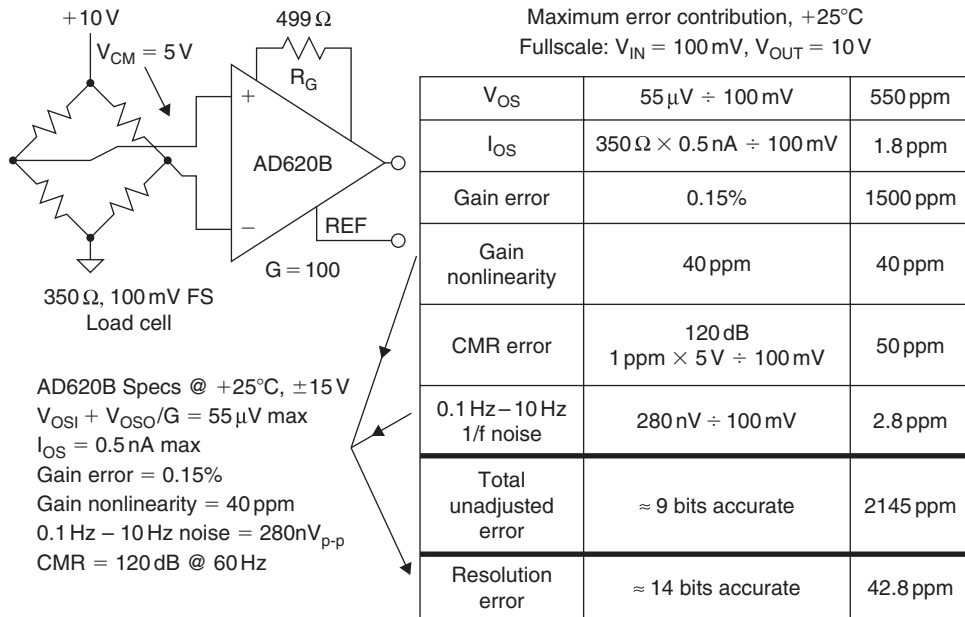 +10 V
V_CM = 5 V
499 Ω
R_G
+
AD620B
−
REF
G = 100
350 Ω, 100 mV FS
Load cell
AD620B Specs @ +25°C, ±15 V
V_OSI + V_OSO/G = 55 μV max
I_OS = 0.5 nA max
Gain error = 0.15%
Gain nonlinearity = 40 ppm
0.1 Hz – 10 Hz noise = 280nV_p-p
CMR = 120 dB @ 60 Hz
Maximum error contribution, +25°C
Fullscale: V_IN = 100 mV, V_OUT = 10 V
V_OS 55 μV ÷ 100 mV 550 ppm
I_OS 350 Ω × 0.5 nA ÷ 100 mV 1.8 ppm
Gain error 0.15% 1500 ppm
Gain
nonlinearity 40 ppm 40 ppm
CMR error 120 dB
1 ppm × 5 V ÷ 100 mV 50 ppm
0.1 Hz – 10 Hz
1/f noise 280 nV ÷ 100 mV 2.8 ppm
Total
unadjusted
error ≈ 9 bits accurate 2145 ppm
Resolution
error ≈ 14 bits accurate 42.8 ppm